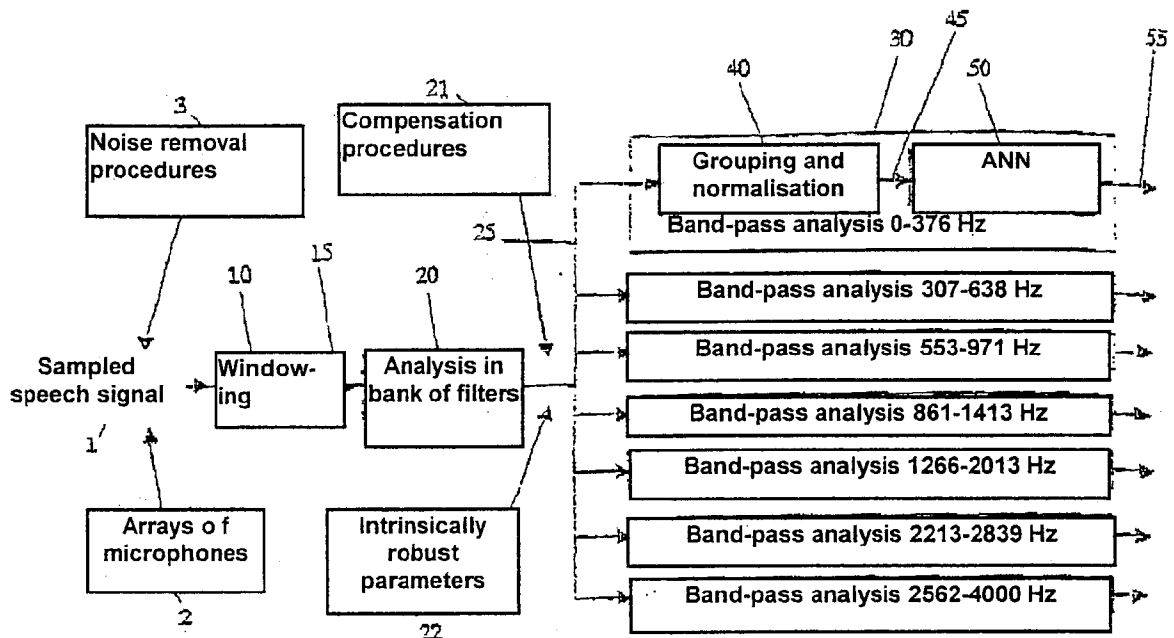 45
55
30
40
50
21
3
Compensation procedures
Noise removal procedures
Grouping and normalisation
ANN
25
Band-pass analysis 0-376 Hz
15
10
20
Band-pass analysis 307-638 Hz
Sampled speech signal
Window-ing
Analysis in bank of filters
Band-pass analysis 553-971 Hz
Band-pass analysis 861-1413 Hz
1
Band-pass analysis 1266-2013 Hz
Arrays o f microphones
Intrinsically robust parameters
Band-pass analysis 2213-2839 Hz
Band-pass analysis 2562-4000 Hz
2
22